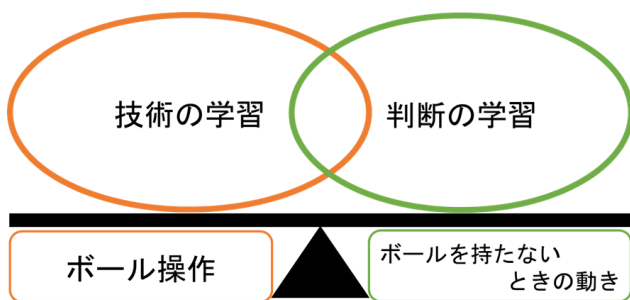 技術の学習
判断の学習
ボール操作
ボールを持たない
ときの動き